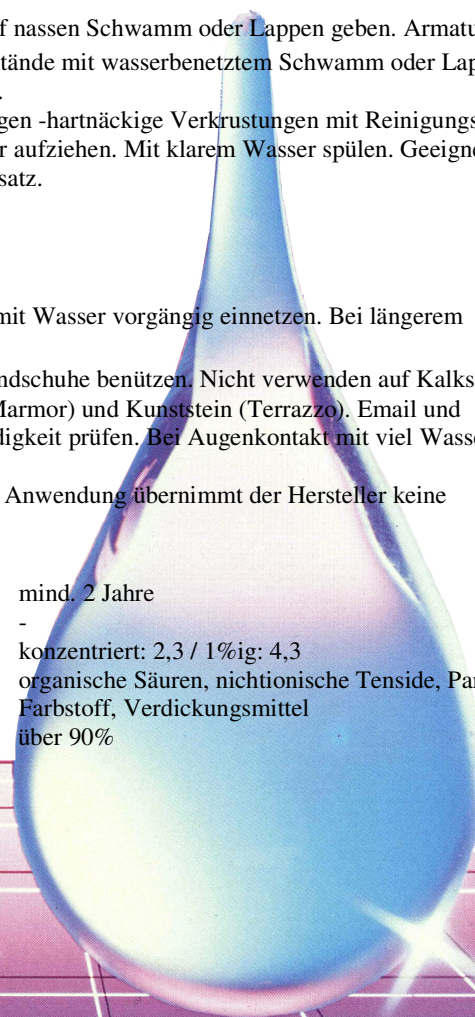 f nassen Schwamm oder Lappen geben. Armatu
tände mit wasserbenetztem Schwamm oder Lap
.
gen -hartnäckige Verkrustungen mit Reinigungs
r aufziehen. Mit klarem Wasser spülen. Geeigne
satz.
mit Wasser vorgängig einnetzen. Bei längerem
ndschuhe benützen. Nicht verwenden auf Kalks
Marmor) und Kunststein (Terrazzo). Email und
digkeit prüfen. Bei Augenkontakt mit viel Wasse
Anwendung übernimmt der Hersteller keine
mind. 2 Jahre
-
konzentriert: 2,3 / 1%ig: 4,3
organische Säuren, nichtionische Tenside, Par
Farbstoff, Verdickungsmittel
über 90%